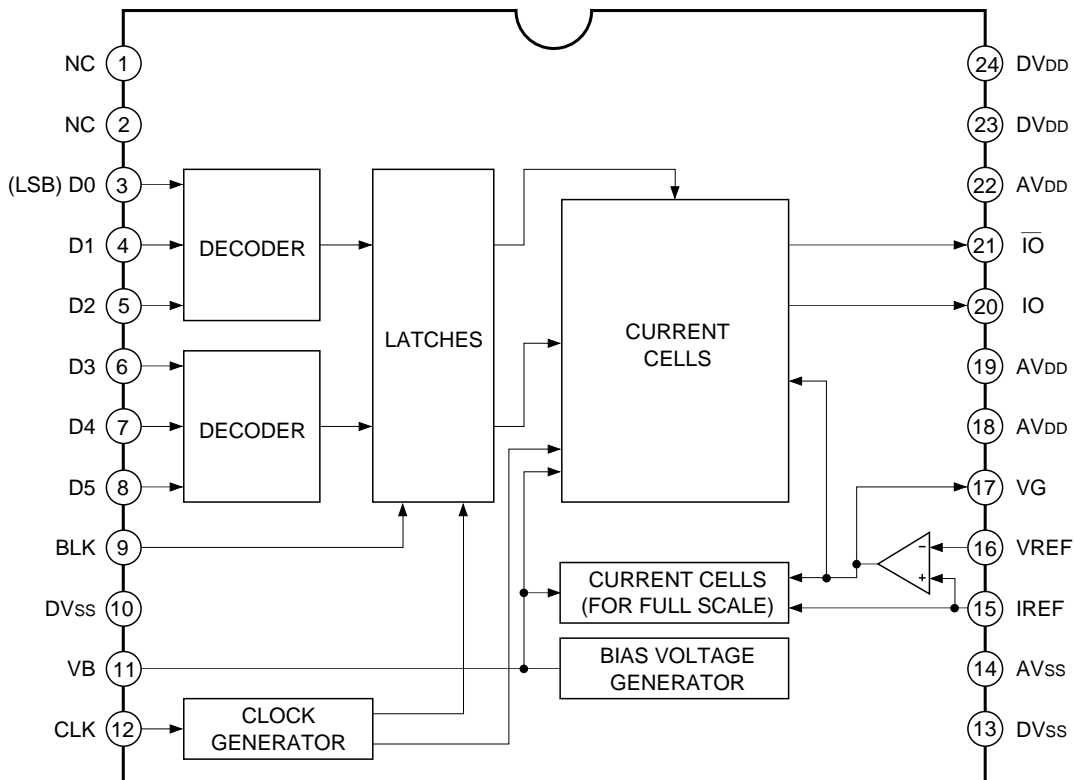 NC 1
NC 2
(LSB) D0 3
D1 4
D2 5
D3 6
D4 7
D5 8
BLK 9
DVSS 10
VB 11
CLK 12
DECODER
DECODER
LATCHES
CURRENT
CELLS
CURRENT CELLS
(FOR FULL SCALE)
BIAS VOLTAGE
GENERATOR
CLOCK
GENERATOR
-
+
24 DVDD
23 DVDD
22 AVDD
21 I̅O̅
20 IO
19 AVDD
18 AVDD
17 VG
16 VREF
15 IREF
14 AVSS
13 DVSS